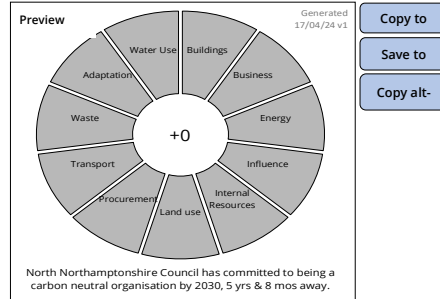 Preview
Generated
17/04/24 v1
Copy to
Save to
Copy alt-
Water Use
Buildings
Adaptation
Business
Waste
Energy
+0
Transport
Influence
Procurement
Internal
Resources
Land use
North Northamptonshire Council has committed to being a
carbon neutral organisation by 2030, 5 yrs & 8 mos away.